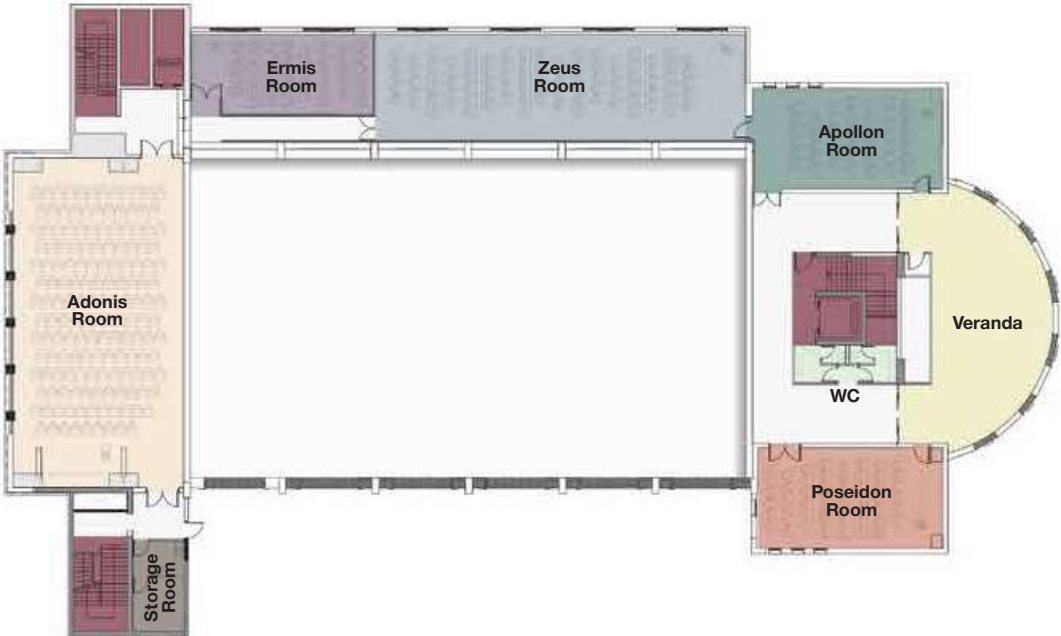 Ermis
Room
Zeus
Room
Apollon
Room
Adonis
Room
Veranda
WC
Poseidon
Room
Storage
Room